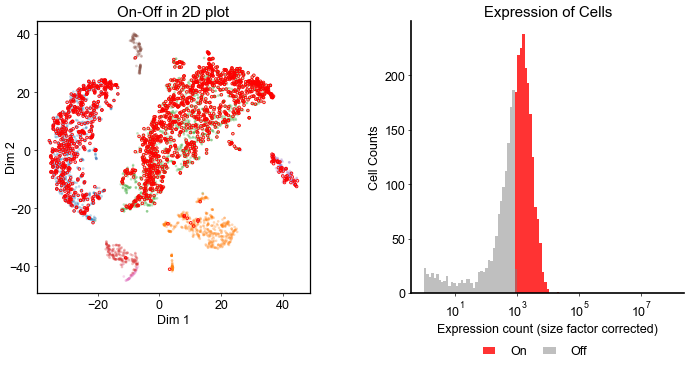 On-Off in 2D plot
40
20
0
−20
−40
Dim 2
−20
0
20
40
Dim 1
Expression of Cells
200
150
100
50
0
Cell Counts
10^1
10^3
10^5
10^7
Expression count (size factor corrected)
On
Off